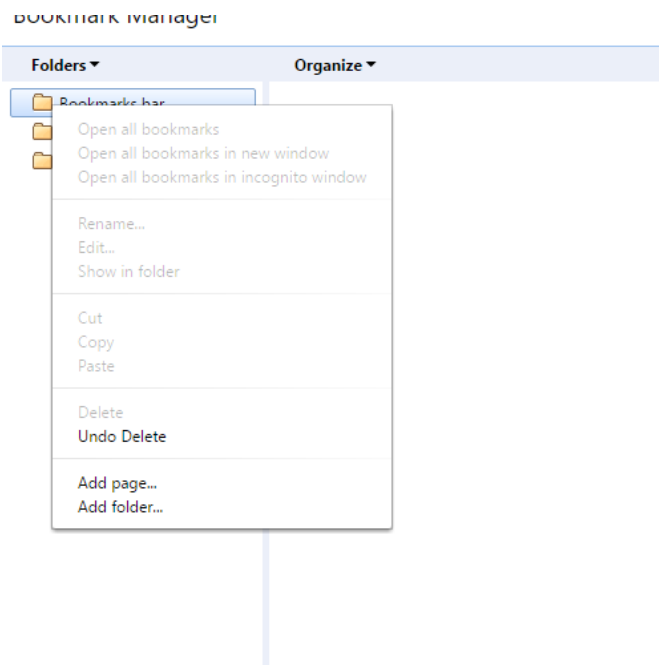 Bookmark Manager
Folders
Organize
Bookmarks bar
Open all bookmarks
Open all bookmarks in new window
Open all bookmarks in incognito window
Rename...
Edit...
Show in folder
Cut
Copy
Paste
Delete
Undo Delete
Add page...
Add folder...